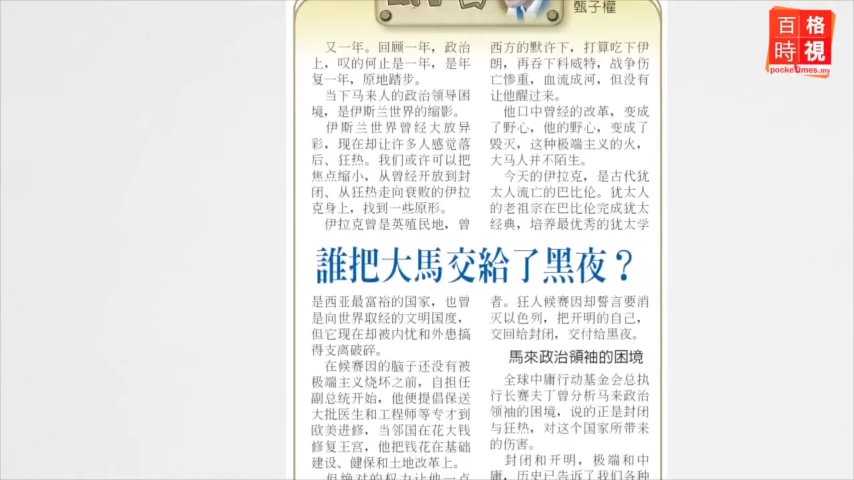 甄子權
百格
時視
pocketimes.my
又一年。回顾一年，政治
上，叹的何止是一年，是年
复一年，原地踏步。
当下马来人的政治领导困
境，是伊斯兰世界的缩影。
伊斯兰世界曾经大放异
彩，现在却让许多人感觉落
后、狂热。我们或许可以把
焦点缩小，从曾经开放到封
闭、从狂热走向衰败的伊拉
克身上，找到一些原形。
伊拉克曾是英殖民地，曾
西方的默许下，打算吃下伊
朗，再吞下科威特，战争伤
亡惨重，血流成河，但没有
让他醒过来。
他口中曾经的改革，变成
了野心，他的野心，变成了
毁灭，这种极端主义的火，
大马人并不陌生。
今天的伊拉克，是古代犹
太人流亡的巴比伦。犹太人
的老祖宗在巴比伦完成犹太
经典，培养最优秀的犹太学
誰把大馬交給了黑夜？
是西亚最富裕的国家，也曾
是向世界取经的文明国度，
但它现在却被内忧和外患搞
得支离破碎。
在候赛因的脑子还没有被
极端主义烧坏之前，自担任
副总统开始，他便提倡保送
大批医生和工程师等专才到
欧美进修，当邻国在花大钱
修复王宫，他把钱花在基础
建设、健保和土地改革上。
但绝对的权力让他一点
者。狂人候赛因却誓言要消
灭以色列，把开明的自己，
交回给封闭，交付给黑夜。
馬來政治領袖的困境
全球中庸行动基金会总执
行长赛夫丁曾分析马来政治
领袖的困境，说的正是封闭
与狂热，对这个国家所带来
的伤害。
封闭和开明，极端和中
庸，历史已告诉了我们各种